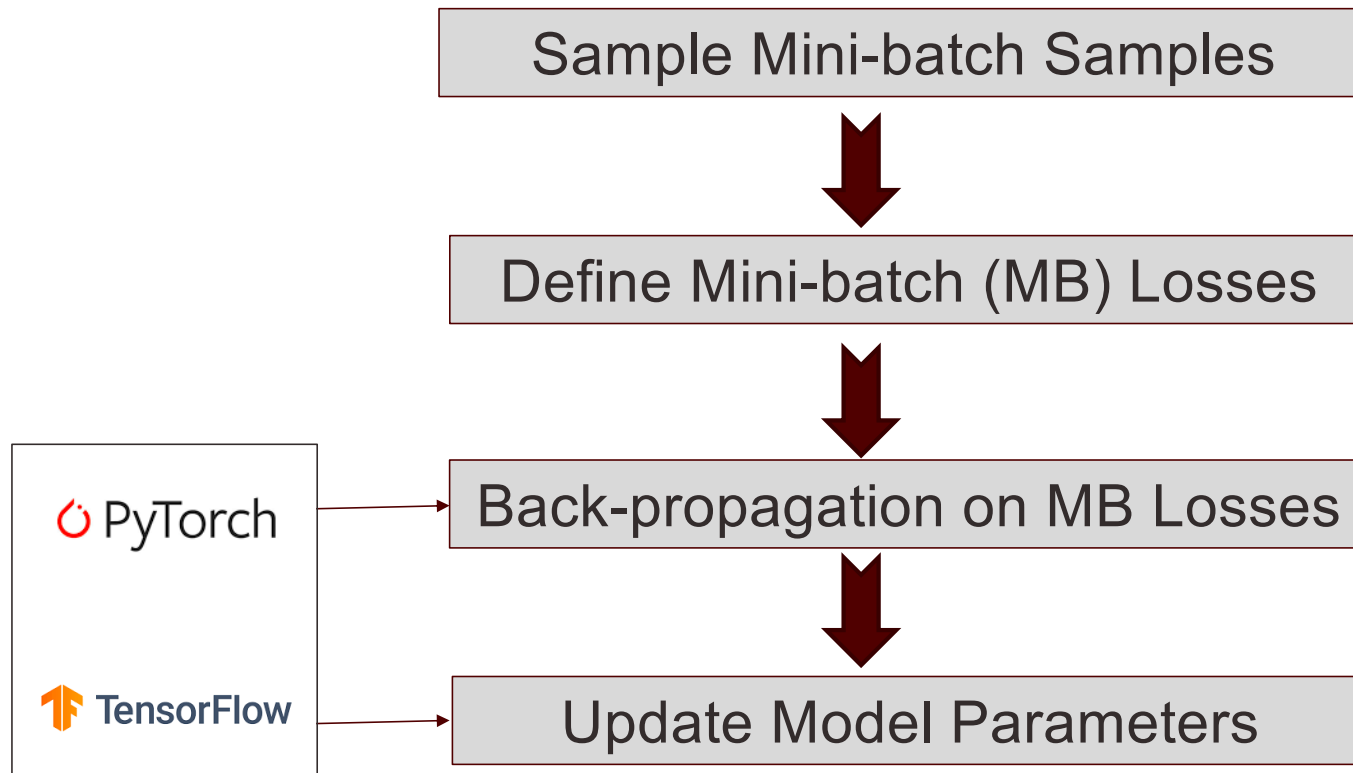 Sample Mini-batch Samples
Define Mini-batch (MB) Losses
PyTorch
Back-propagation on MB Losses
TensorFlow
Update Model Parameters